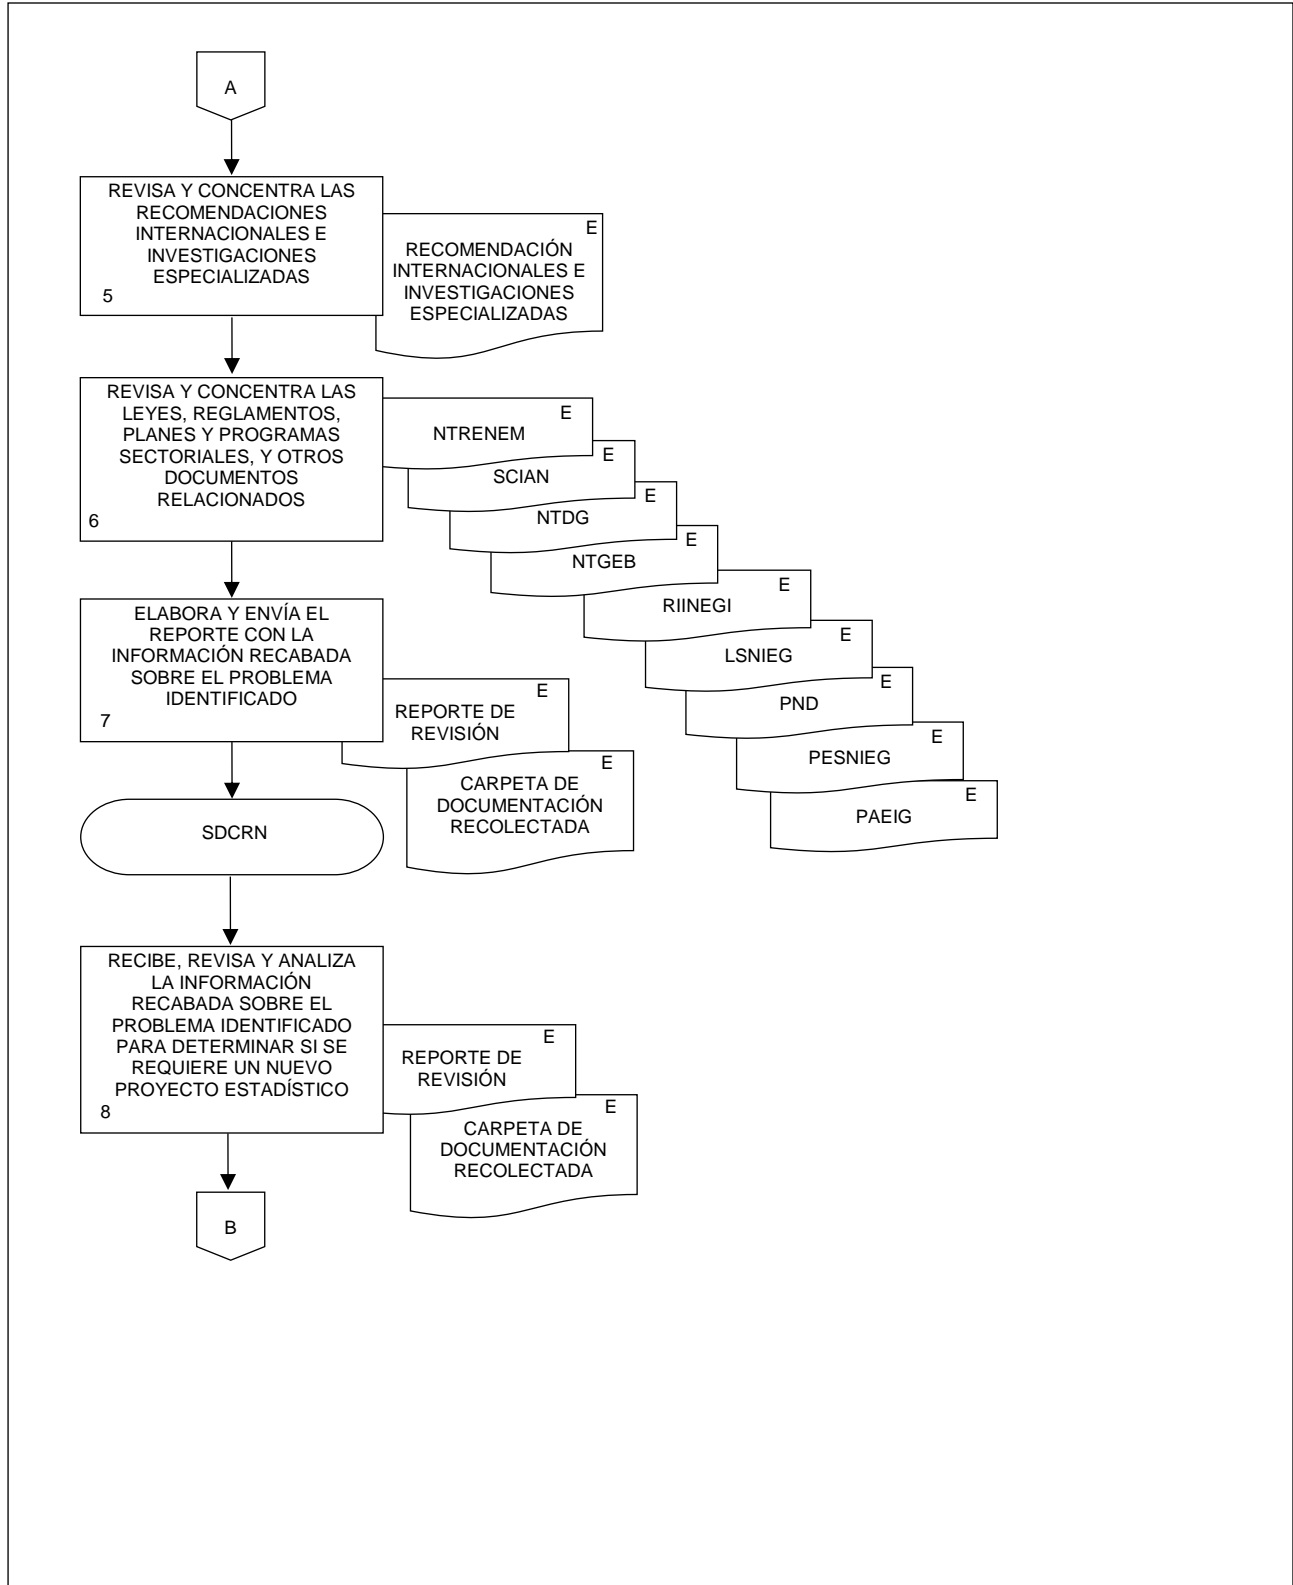 A
REVISA Y CONCENTRA LAS
RECOMENDACIONES
INTERNACIONALES E
INVESTIGACIONES
ESPECIALIZADAS
5
E
RECOMENDACIÓN
INTERNACIONALES E
INVESTIGACIONES
ESPECIALIZADAS
REVISA Y CONCENTRA LAS
LEYES, REGLAMENTOS,
PLANES Y PROGRAMAS
SECTORIALES, Y OTROS
DOCUMENTOS
RELACIONADOS
6
E
NTRENEM
E
SCIAN
E
NTDG
E
NTGEB
E
RIINEGI
E
LSNIEG
E
PND
E
PESNIEG
E
PAEIG
ELABORA Y ENVÍA EL
REPORTE CON LA
INFORMACIÓN RECABADA
SOBRE EL PROBLEMA
IDENTIFICADO
7
E
REPORTE DE
REVISIÓN
E
CARPETA DE
DOCUMENTACIÓN
RECOLECTADA
SDCRN
RECIBE, REVISA Y ANALIZA
LA INFORMACIÓN
RECABADA SOBRE EL
PROBLEMA IDENTIFICADO
PARA DETERMINAR SI SE
REQUIERE UN NUEVO
PROYECTO ESTADÍSTICO
8
E
REPORTE DE
REVISIÓN
E
CARPETA DE
DOCUMENTACIÓN
RECOLECTADA
B